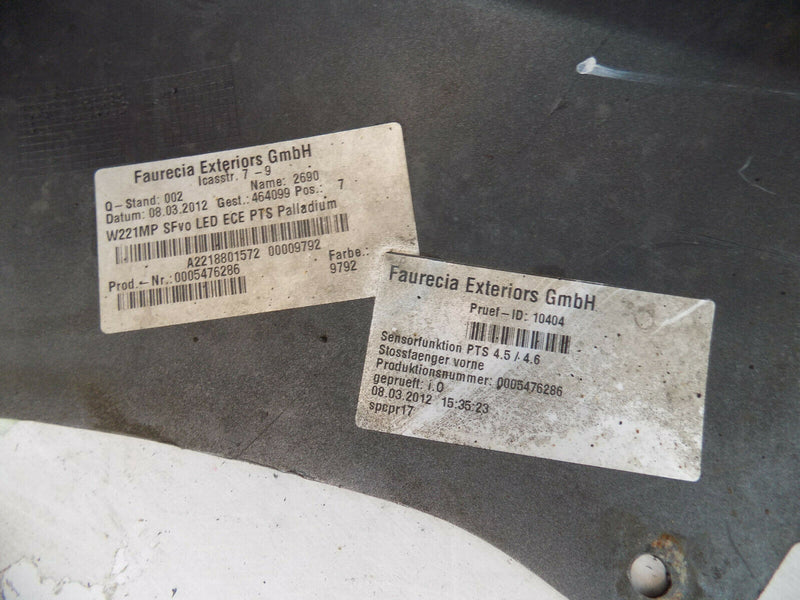 Faurecia Exteriors GmbH
Icasstr. 7-9
Q-Stand: 002 Name: 2690
Datum: 08.03.2012 Gest.: 464099 Pos.: 7
W221MP SFvo LED ECE PTS Palladium
A2218801572 00009792
Prod.-Nr.: 0005476286 Farbe.:
9792
Faurecia Exteriors GmbH
Pruef-ID: 10404
Sensorfunktion PTS 4.5 / 4.6
Stossfaenger vorne
Produktionsnummer: 0005476286
geprueft: i.O
08.03.2012 15:35:23
spcpr17